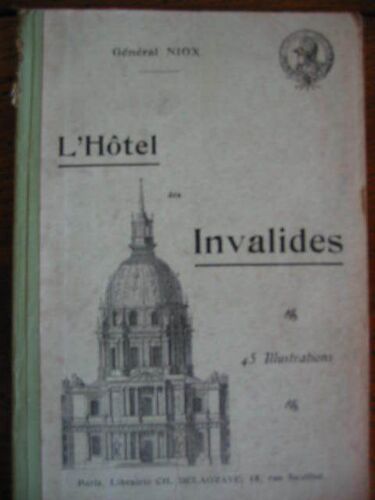 Général NIOX
L'Hôtel
des
Invalides
45 Illustrations
Paris. Librairie CH. DELAGRAVE, 15, rue Soufflot